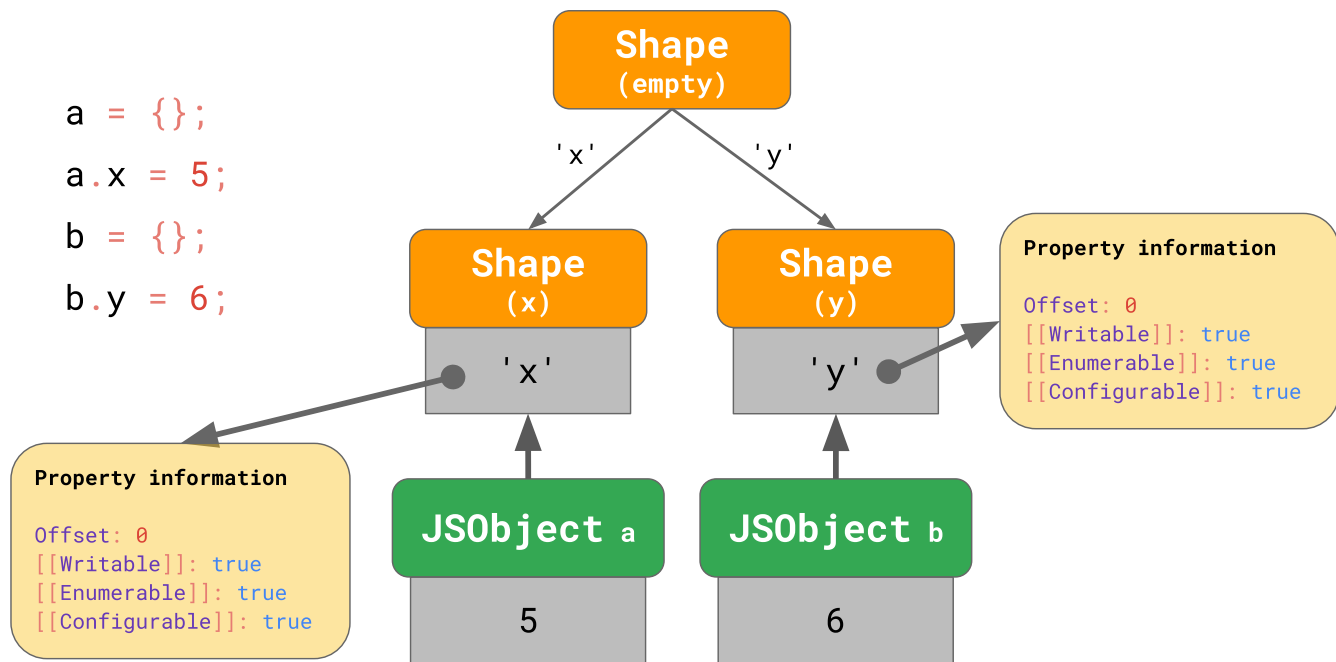 a = {};
a.x = 5;
b = {};
b.y = 6;
Shape
(empty)
'x'
'y'
Shape
(x)
'x'
Shape
(y)
'y'
Property information
Offset: 0
[[Writable]]: true
[[Enumerable]]: true
[[Configurable]]: true
Property information
Offset: 0
[[Writable]]: true
[[Enumerable]]: true
[[Configurable]]: true
JSObject a
5
JSObject b
6